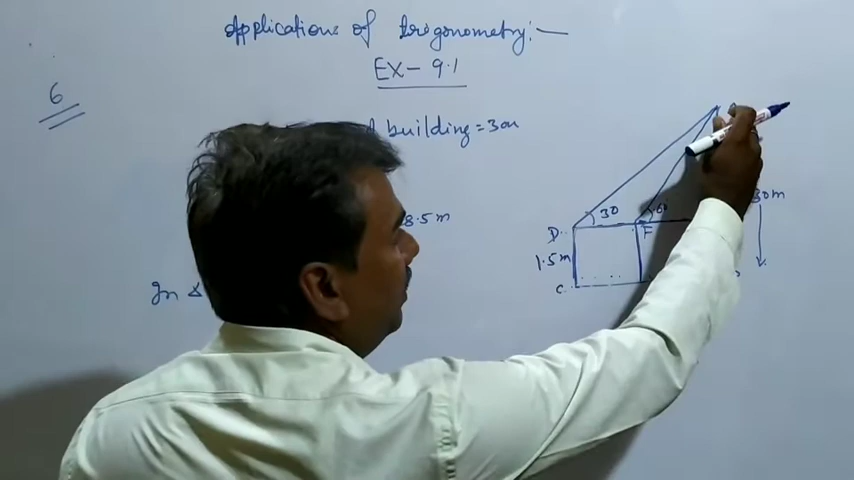 Applications of trigonometry:—
EX - 9.1
6
building = 30m
8.5 m
In Δ
30
60
30m
D
F
1.5m
C